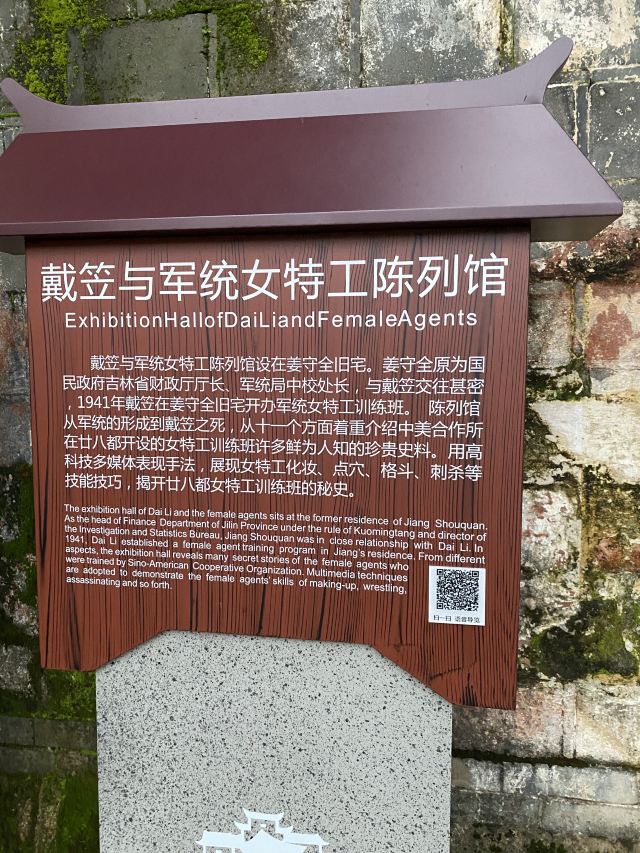 戴笠与军统女特工陈列馆
ExhibitionHallofDaiLiandFemaleAgents
戴笠与军统女特工陈列馆设在姜守全旧宅。姜守全原为国
民政府吉林省财政厅厅长、军统局中校处长，与戴笠交往甚密
，1941年戴笠在姜守全旧宅开办军统女特工训练班。 陈列馆
从军统的形成到戴笠之死，从十一个方面着重介绍中美合作所
在廿八都开设的女特工训练班许多鲜为人知的珍贵史料。用高
科技多媒体表现手法，展现女特工化妆、点穴、格斗、刺杀等
技能技巧，揭开廿八都女特工训练班的秘史。
The exhibition hall of Dai Li and the female agents sits at the former residence of Jiang Shouquan.
As the head of Finance Department of Jilin Province under the rule of Kuomingtang and director of
the Investigation and Statistics Bureau, Jiang Shouquan was in close relationship with Dai Li. In
1941, Dai Li established a female agent training program in Jiang's residence. From different
aspects, the exhibition hall reveals many secret stories of the female agents who
were trained by Sino-American Cooperative Organization. Multimedia techniques
are adopted to demonstrate the female agents' skills of making-up, wrestling,
assassinating and so forth.
扫一扫 语音导览